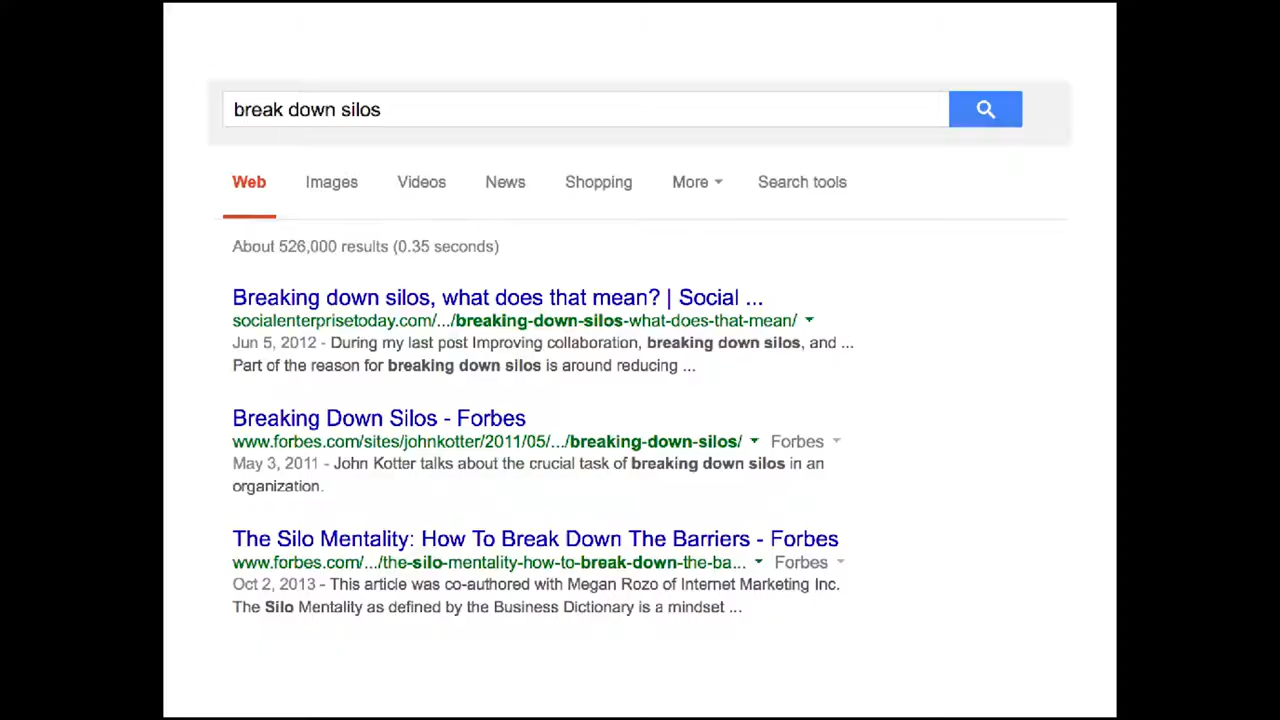 break down silos
Web Images Videos News Shopping More Search tools
About 526,000 results (0.35 seconds)
Breaking down silos, what does that mean? | Social ...
socialenterprisetoday.com/.../breaking-down-silos-what-does-that-mean/
Jun 5, 2012 - During my last post Improving collaboration, breaking down silos, and ...
Part of the reason for breaking down silos is around reducing ...
Breaking Down Silos - Forbes
www.forbes.com/sites/johnkotter/2011/05/.../breaking-down-silos/ Forbes
May 3, 2011 - John Kotter talks about the crucial task of breaking down silos in an
organization.
The Silo Mentality: How To Break Down The Barriers - Forbes
www.forbes.com/.../the-silo-mentality-how-to-break-down-the-ba... Forbes
Oct 2, 2013 - This article was co-authored with Megan Rozo of Internet Marketing Inc.
The Silo Mentality as defined by the Business Dictionary is a mindset ...